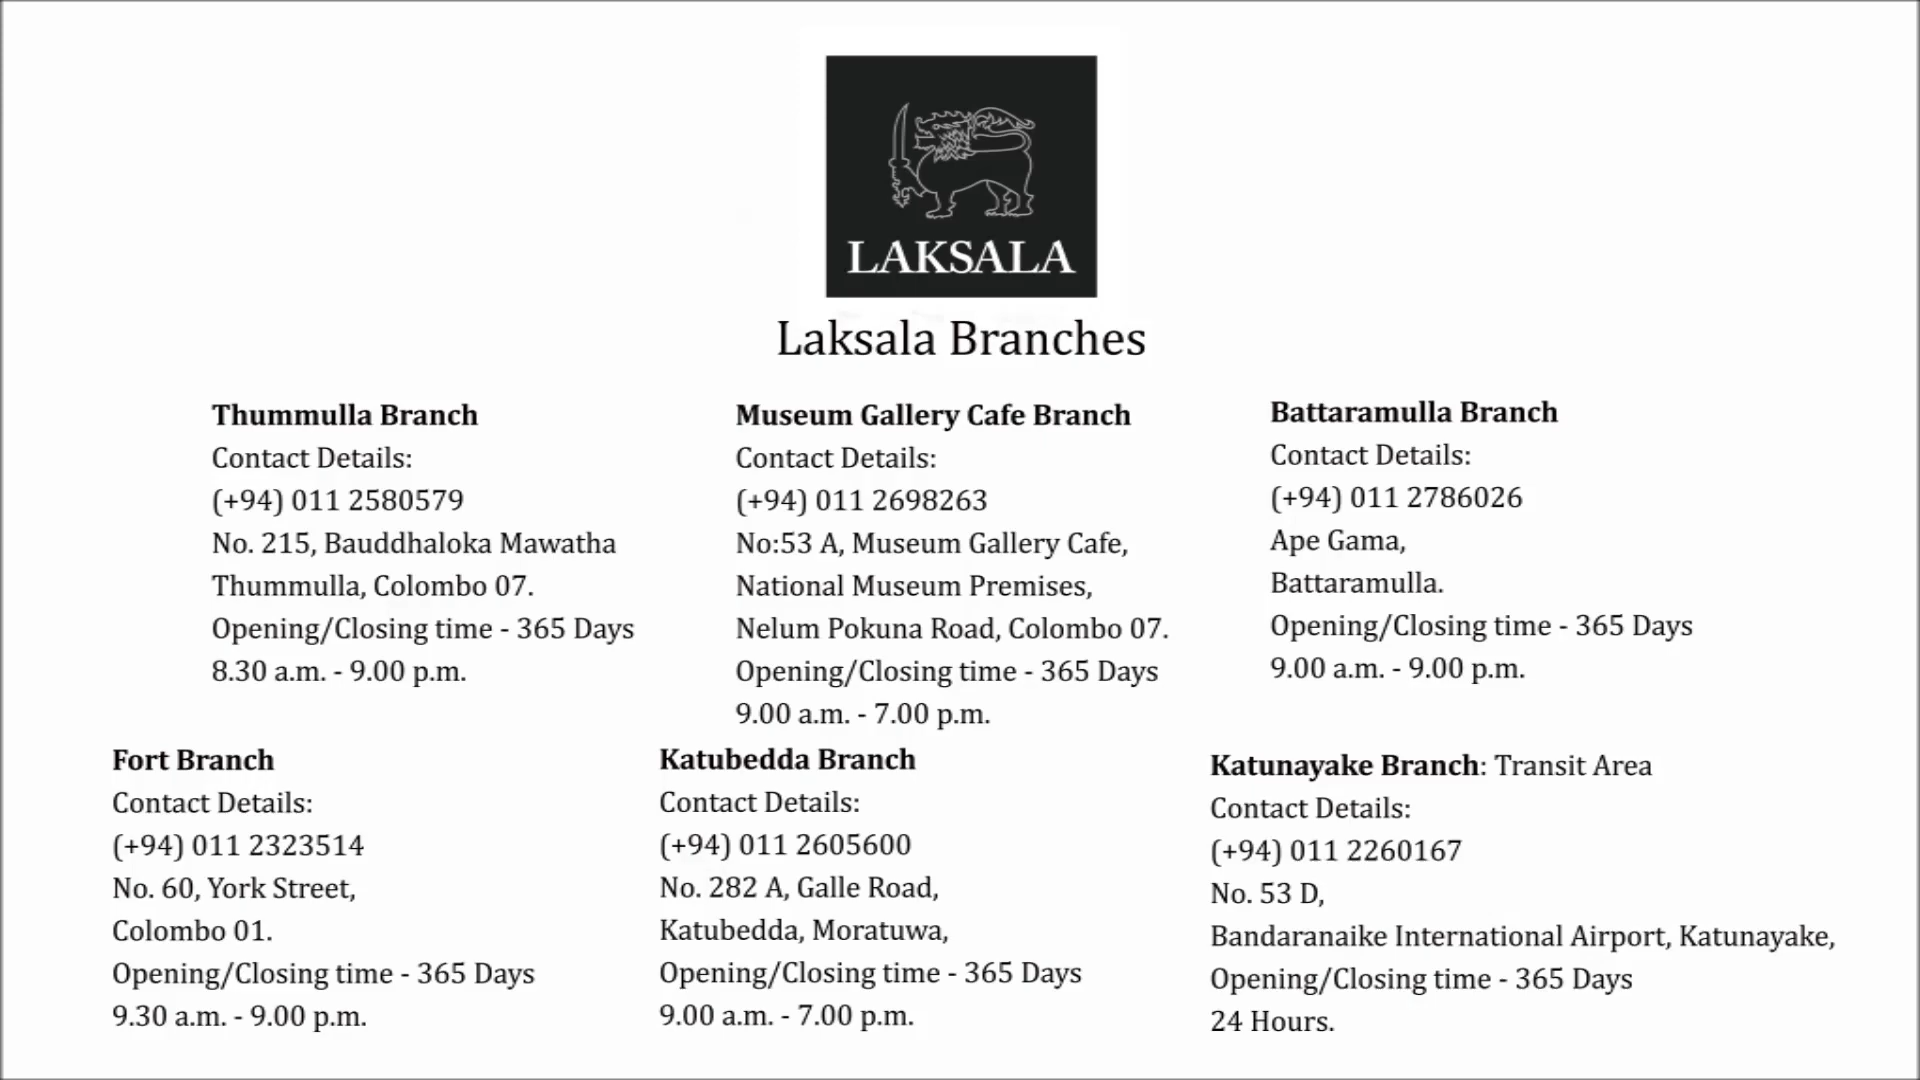 LAKSALA
Laksala Branches
Thummulla Branch
Contact Details:
(+94) 011 2580579
No. 215, Bauddhaloka Mawatha
Thummulla, Colombo 07.
Opening/Closing time - 365 Days
8.30 a.m. - 9.00 p.m.
Museum Gallery Cafe Branch
Contact Details:
(+94) 011 2698263
No:53 A, Museum Gallery Cafe,
National Museum Premises,
Nelum Pokuna Road, Colombo 07.
Opening/Closing time - 365 Days
9.00 a.m. - 7.00 p.m.
Battaramulla Branch
Contact Details:
(+94) 011 2786026
Ape Gama,
Battaramulla.
Opening/Closing time - 365 Days
9.00 a.m. - 9.00 p.m.
Fort Branch
Contact Details:
(+94) 011 2323514
No. 60, York Street,
Colombo 01.
Opening/Closing time - 365 Days
9.30 a.m. - 9.00 p.m.
Katubedda Branch
Contact Details:
(+94) 011 2605600
No. 282 A, Galle Road,
Katubedda, Moratuwa,
Opening/Closing time - 365 Days
9.00 a.m. - 7.00 p.m.
Katunayake Branch: Transit Area
Contact Details:
(+94) 011 2260167
No. 53 D,
Bandaranaike International Airport, Katunayake,
Opening/Closing time - 365 Days
24 Hours.